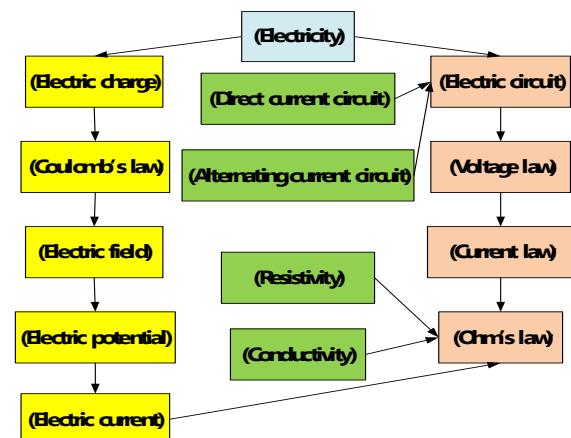 (Electricity)
(Electric charge)
(Direct current circuit)
(Electric circuit)
(Coulomb's law)
(Alternating current circuit)
(Voltage law)
(Electric field)
(Current law)
(Resistivity)
(Electric potential)
(Conductivity)
(Ohm's law)
(Electric current)